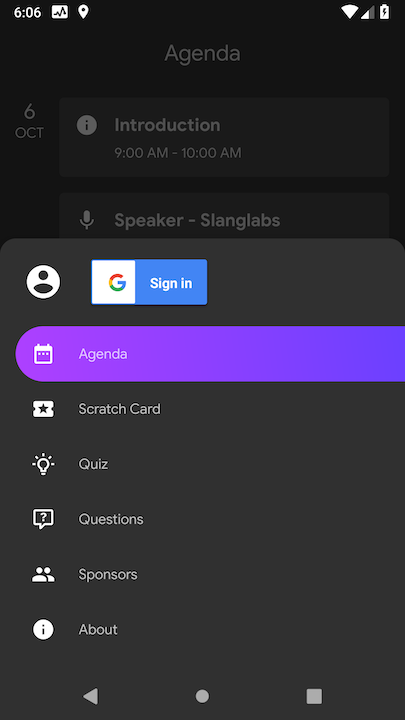 6:06
Agenda
6
OCT
Introduction
9:00 AM - 10:00 AM
Speaker - Slanglabs
G Sign in
Agenda
Scratch Card
Quiz
Questions
Sponsors
About